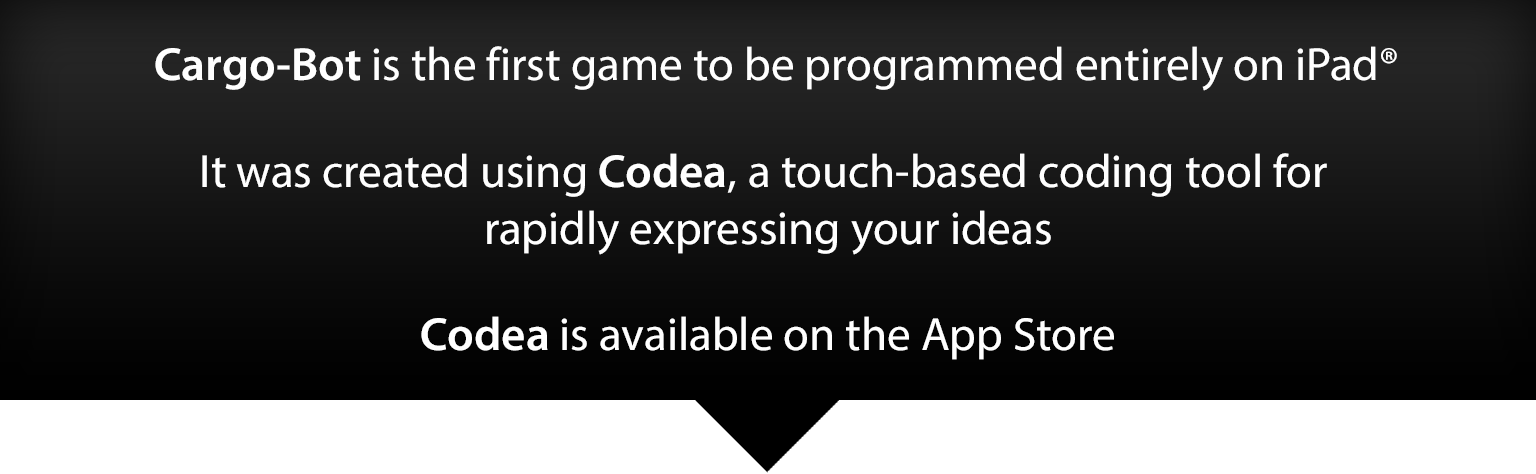 Cargo-Bot is the first game to be programmed entirely on iPad®
It was created using Codea, a touch-based coding tool for
rapidly expressing your ideas
Codea is available on the App Store